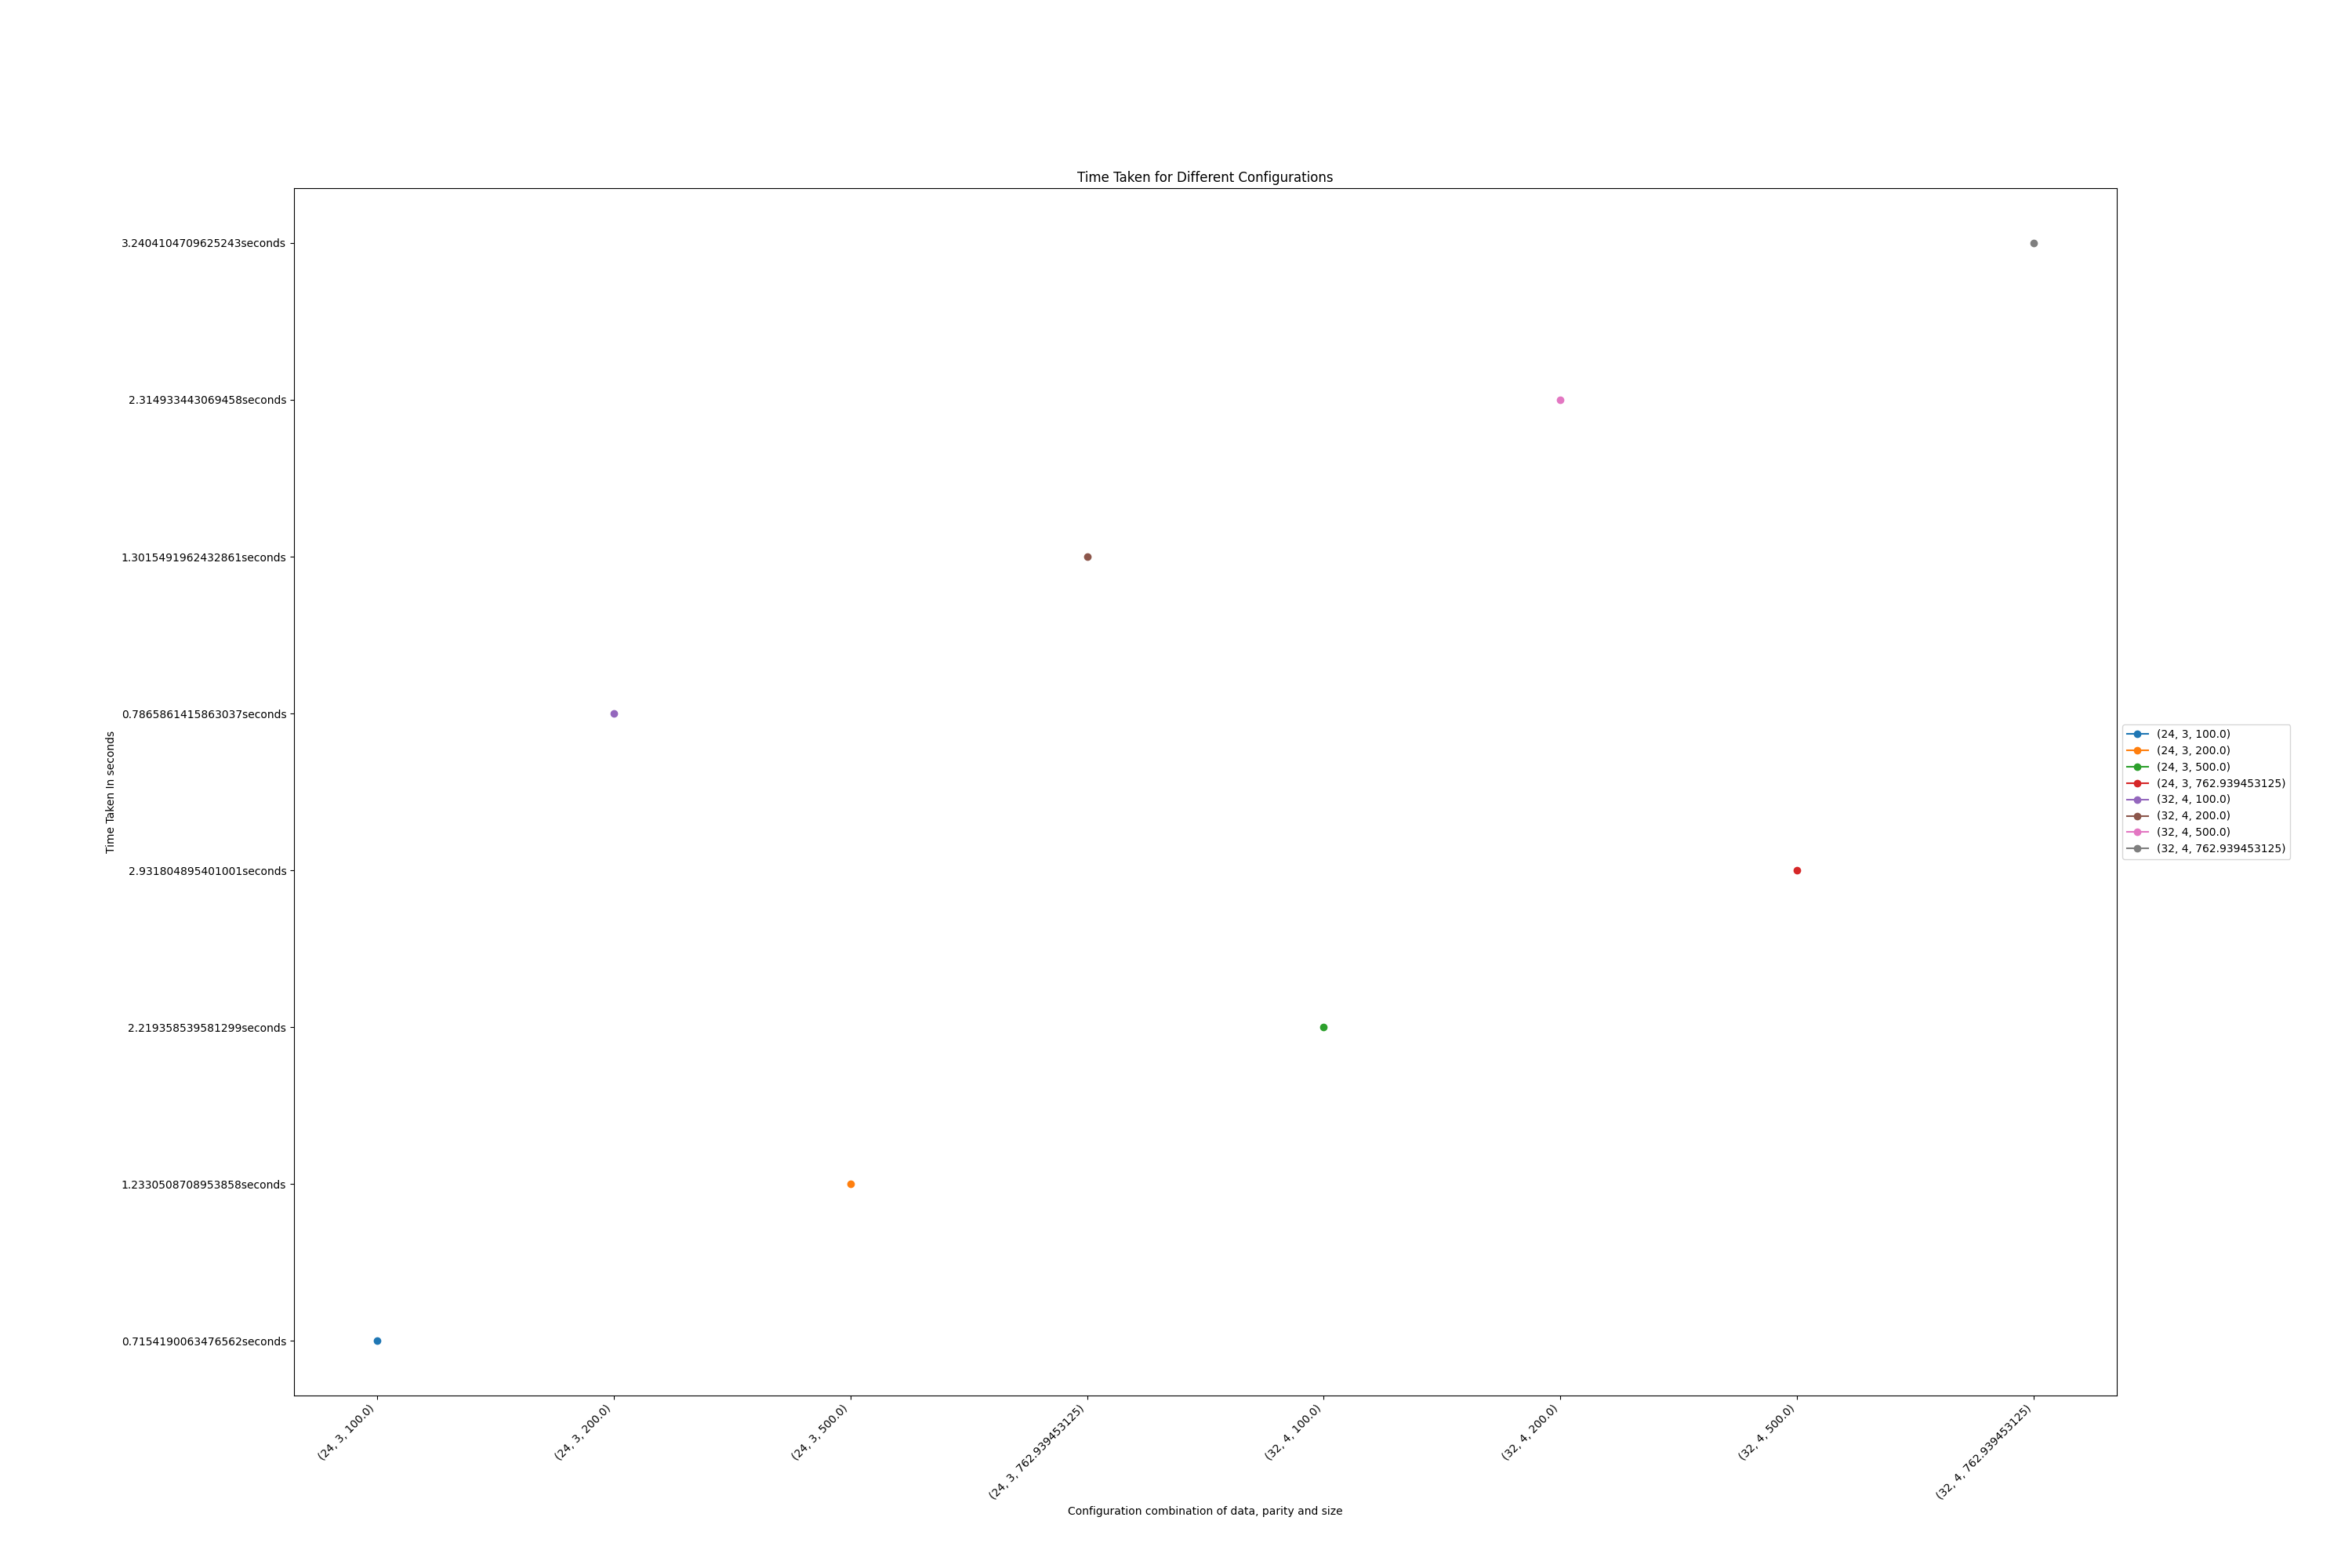 Time Taken for Different Configurations
3.2404104709625243seconds
2.314933443069458seconds
1.3015491962432861seconds
0.7865861415863037seconds
2.931804895401001seconds
2.219358539581299seconds
1.2330508708953858seconds
0.7154190063476562seconds
Time Taken In seconds
(24, 3, 100.0)
(24, 3, 200.0)
(24, 3, 500.0)
(24, 3, 762.939453125)
(32, 4, 100.0)
(32, 4, 200.0)
(32, 4, 500.0)
(32, 4, 762.939453125)
Configuration combination of data, parity and size
(24, 3, 100.0)
(24, 3, 200.0)
(24, 3, 500.0)
(24, 3, 762.939453125)
(32, 4, 100.0)
(32, 4, 200.0)
(32, 4, 500.0)
(32, 4, 762.939453125)